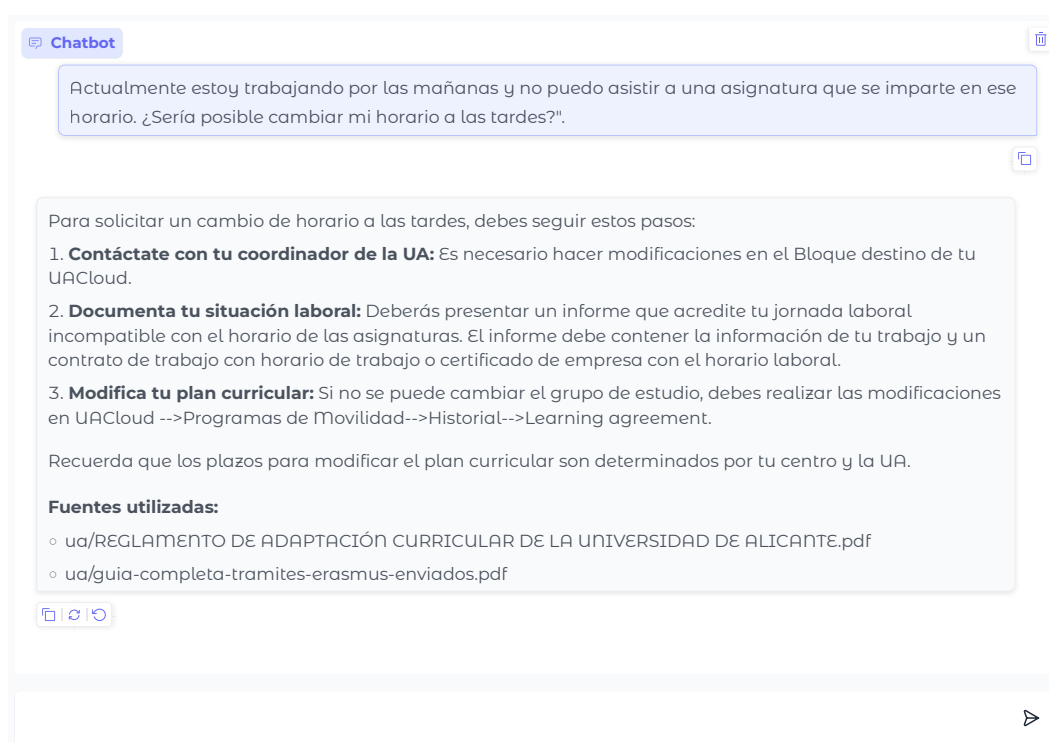 Chatbot
Actualmente estoy trabajando por las mañanas y no puedo asistir a una asignatura que se imparte en ese
horario. ¿Sería posible cambiar mi horario a las tardes?".
Para solicitar un cambio de horario a las tardes, debes seguir estos pasos:
1. Contáctate con tu coordinador de la UA: Es necesario hacer modificaciones en el Bloque destino de tu
UACloud.
2. Documenta tu situación laboral: Deberás presentar un informe que acredite tu jornada laboral
incompatible con el horario de las asignaturas. El informe debe contener la información de tu trabajo y un
contrato de trabajo con horario de trabajo o certificado de empresa con el horario laboral.
3. Modifica tu plan curricular: Si no se puede cambiar el grupo de estudio, debes realizar las modificaciones
en UACloud -->Programas de Movilidad-->Historial-->Learning agreement.
Recuerda que los plazos para modificar el plan curricular son determinados por tu centro y la UA.
Fuentes utilizadas:
○ ua/REGLAMENTO DE ADAPTACIÓN CURRICULAR DE LA UNIVERSIDAD DE ALICANTE.pdf
○ ua/guia-completa-tramites-erasmus-enviados.pdf